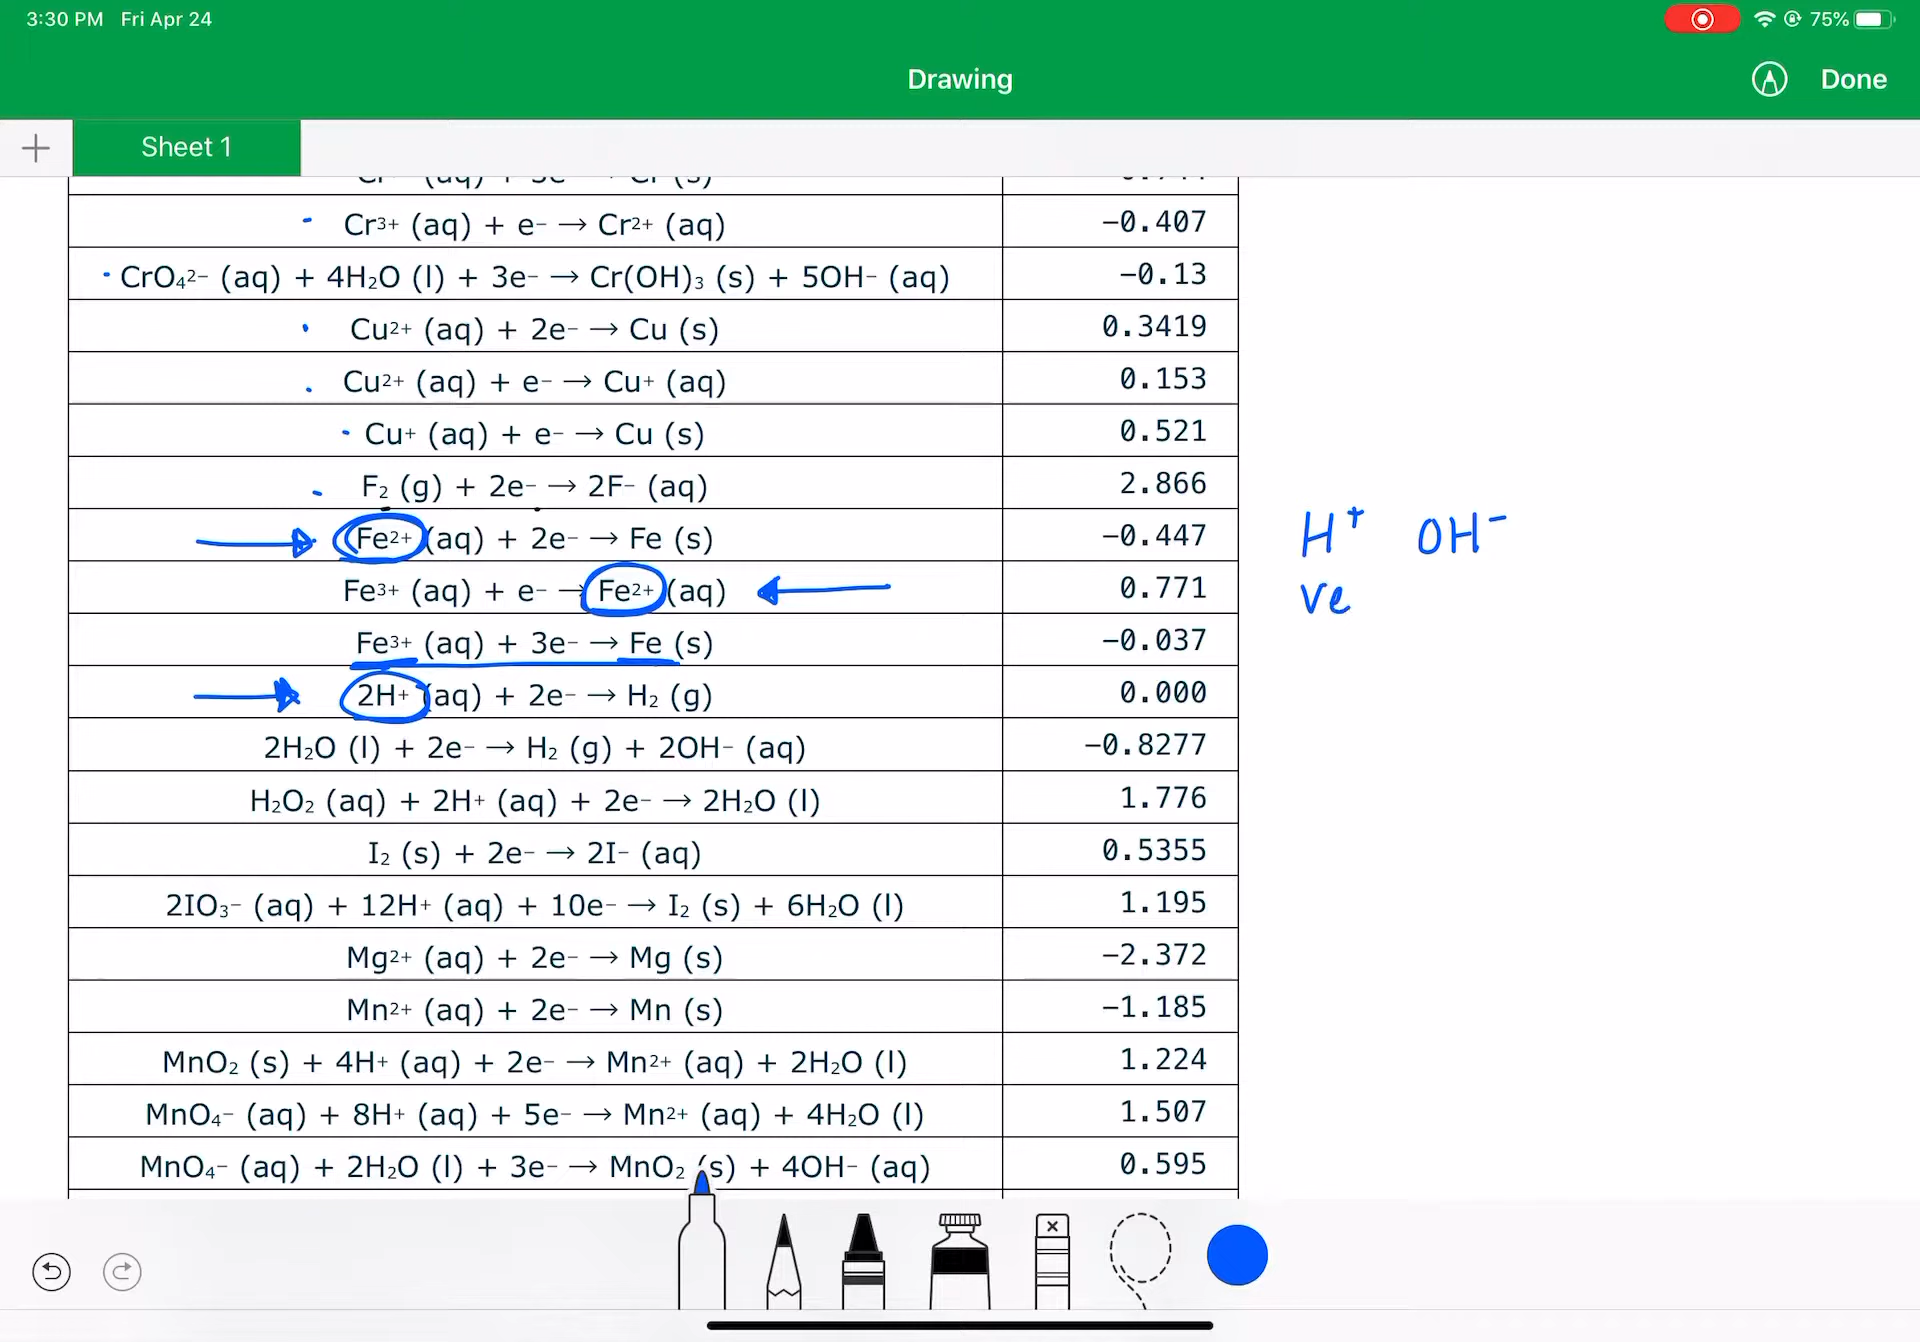 3:30 PM Fri Apr 24 75%
Drawing Done
Sheet 1
Cr³⁺ (aq) + e⁻ → Cr²⁺ (aq) −0.407
CrO₄²⁻ (aq) + 4H₂O (l) + 3e⁻ → Cr(OH)₃ (s) + 5OH⁻ (aq) −0.13
Cu²⁺ (aq) + 2e⁻ → Cu (s) 0.3419
Cu²⁺ (aq) + e⁻ → Cu⁺ (aq) 0.153
Cu⁺ (aq) + e⁻ → Cu (s) 0.521
F₂ (g) + 2e⁻ → 2F⁻ (aq) 2.866
Fe²⁺ (aq) + 2e⁻ → Fe (s) −0.447
H⁺ OH⁻
Fe³⁺ (aq) + e⁻ → Fe²⁺ (aq) 0.771
ve
Fe³⁺ (aq) + 3e⁻ → Fe (s) −0.037
2H⁺ (aq) + 2e⁻ → H₂ (g) 0.000
2H₂O (l) + 2e⁻ → H₂ (g) + 2OH⁻ (aq) −0.8277
H₂O₂ (aq) + 2H⁺ (aq) + 2e⁻ → 2H₂O (l) 1.776
I₂ (s) + 2e⁻ → 2I⁻ (aq) 0.5355
2IO₃⁻ (aq) + 12H⁺ (aq) + 10e⁻ → I₂ (s) + 6H₂O (l) 1.195
Mg²⁺ (aq) + 2e⁻ → Mg (s) −2.372
Mn²⁺ (aq) + 2e⁻ → Mn (s) −1.185
MnO₂ (s) + 4H⁺ (aq) + 2e⁻ → Mn²⁺ (aq) + 2H₂O (l) 1.224
MnO₄⁻ (aq) + 8H⁺ (aq) + 5e⁻ → Mn²⁺ (aq) + 4H₂O (l) 1.507
MnO₄⁻ (aq) + 2H₂O (l) + 3e⁻ → MnO₂ (s) + 4OH⁻ (aq) 0.595